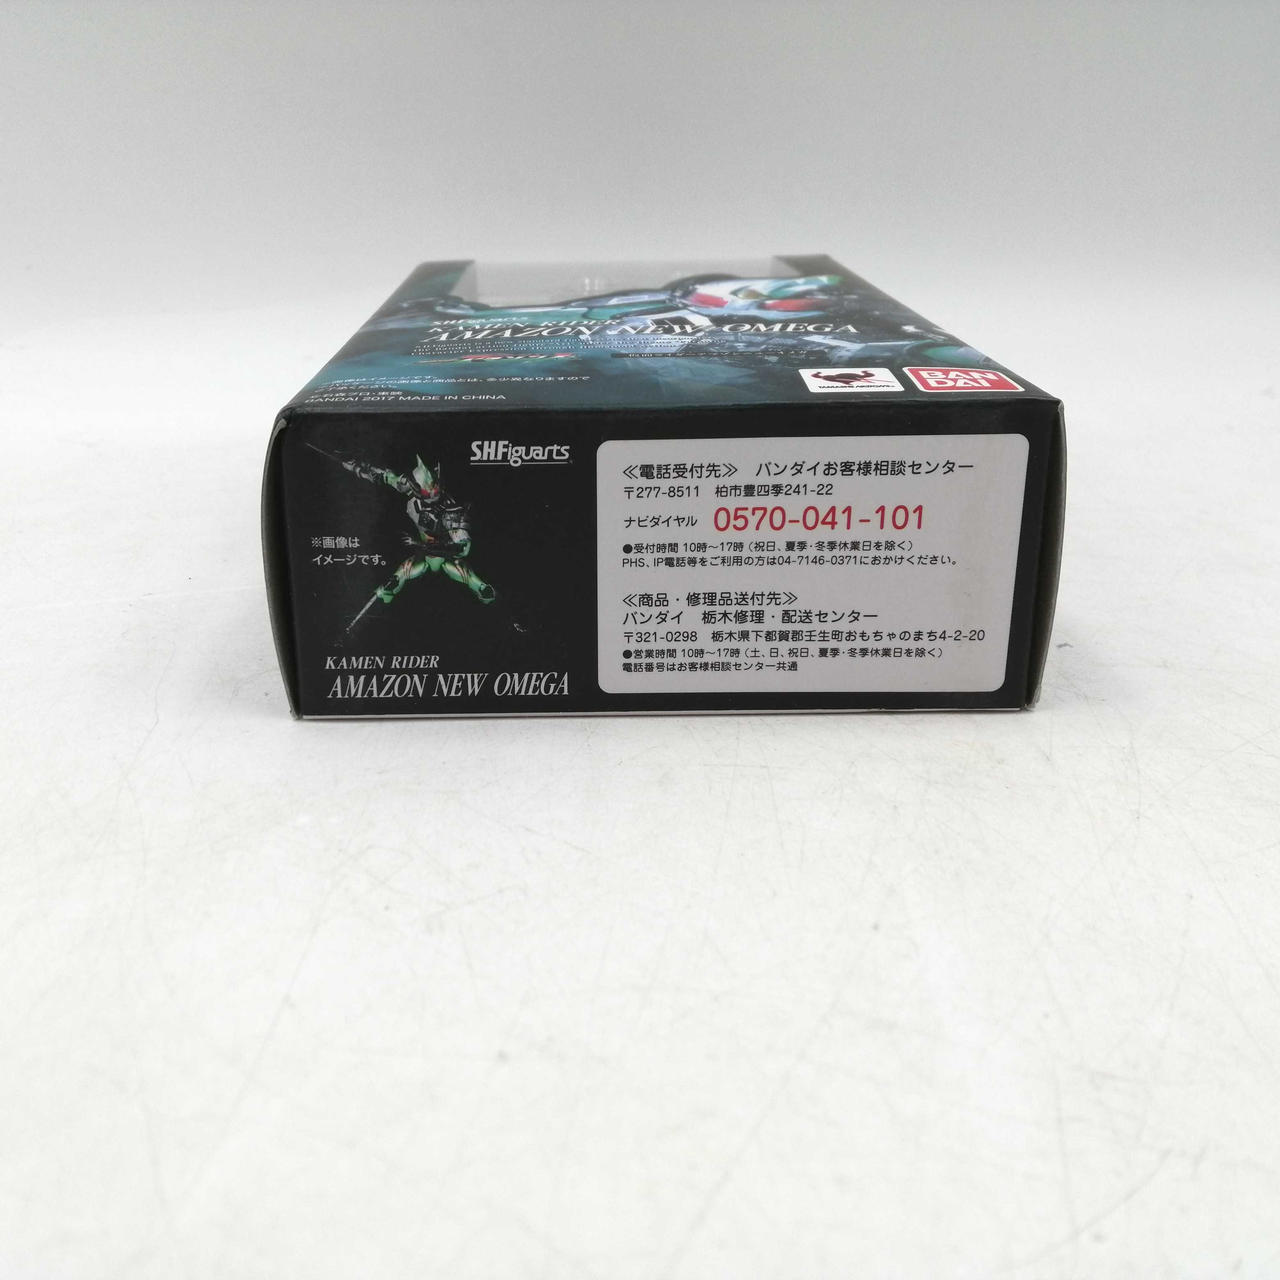 S.H.Figuarts
KAMEN RIDER
AMAZON NEW OMEGA
BANDAI 2017 MADE IN CHINA
TAMASHII NATIONS
BAN
DAI
S.H.Figuarts
※画像は
イメージです。
KAMEN RIDER
AMAZON NEW OMEGA
≪電話受付先≫ バンダイお客様相談センター
〒277-8511 柏市豊四季241-22
ナビダイヤル 0570-041-101
●受付時間 10時～17時(祝日、夏季・冬季休業日を除く)
PHS、IP電話等をご利用の方は04-7146-0371におかけください。
≪商品・修理品送付先≫
バンダイ 栃木修理・配送センター
〒321-0298 栃木県下都賀郡壬生町おもちゃのまち4-2-20
●営業時間 10時～17時(土、日、祝日、夏季・冬季休業日を除く)
電話番号はお客様相談センター共通